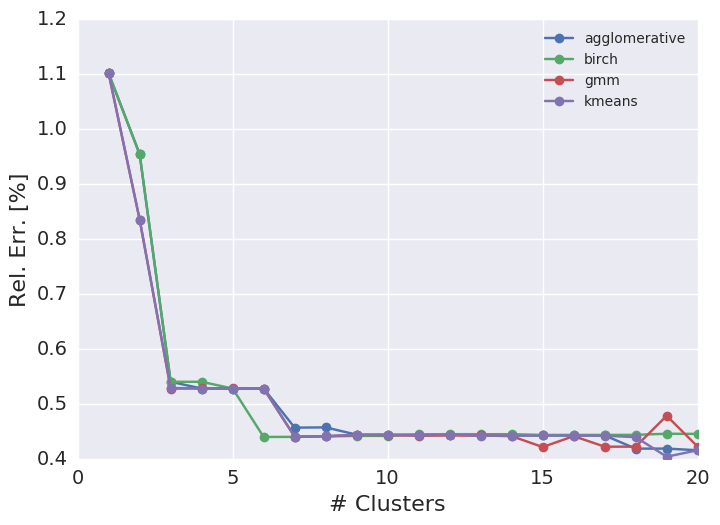 1.2
1.1
1.0
0.9
0.8
0.7
0.6
0.5
0.4
Rel. Err. [%]
agglomerative
birch
gmm
kmeans
0 5 10 15 20
# Clusters